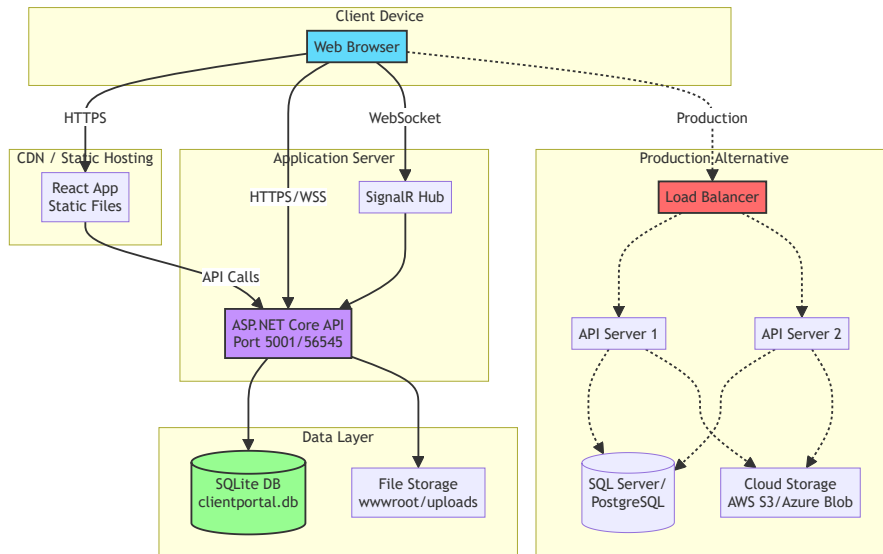 Client Device
Web Browser
HTTPS
WebSocket
Production
CDN / Static Hosting
Application Server
Production Alternative
React App
Static Files
HTTPS/WSS
SignalR Hub
Load Balancer
API Calls
ASP.NET Core API
Port 5001/56545
API Server 1
API Server 2
Data Layer
SQLite DB
clientportal.db
File Storage
wwwroot/uploads
SQL Server/
PostgreSQL
Cloud Storage
AWS S3/Azure Blob